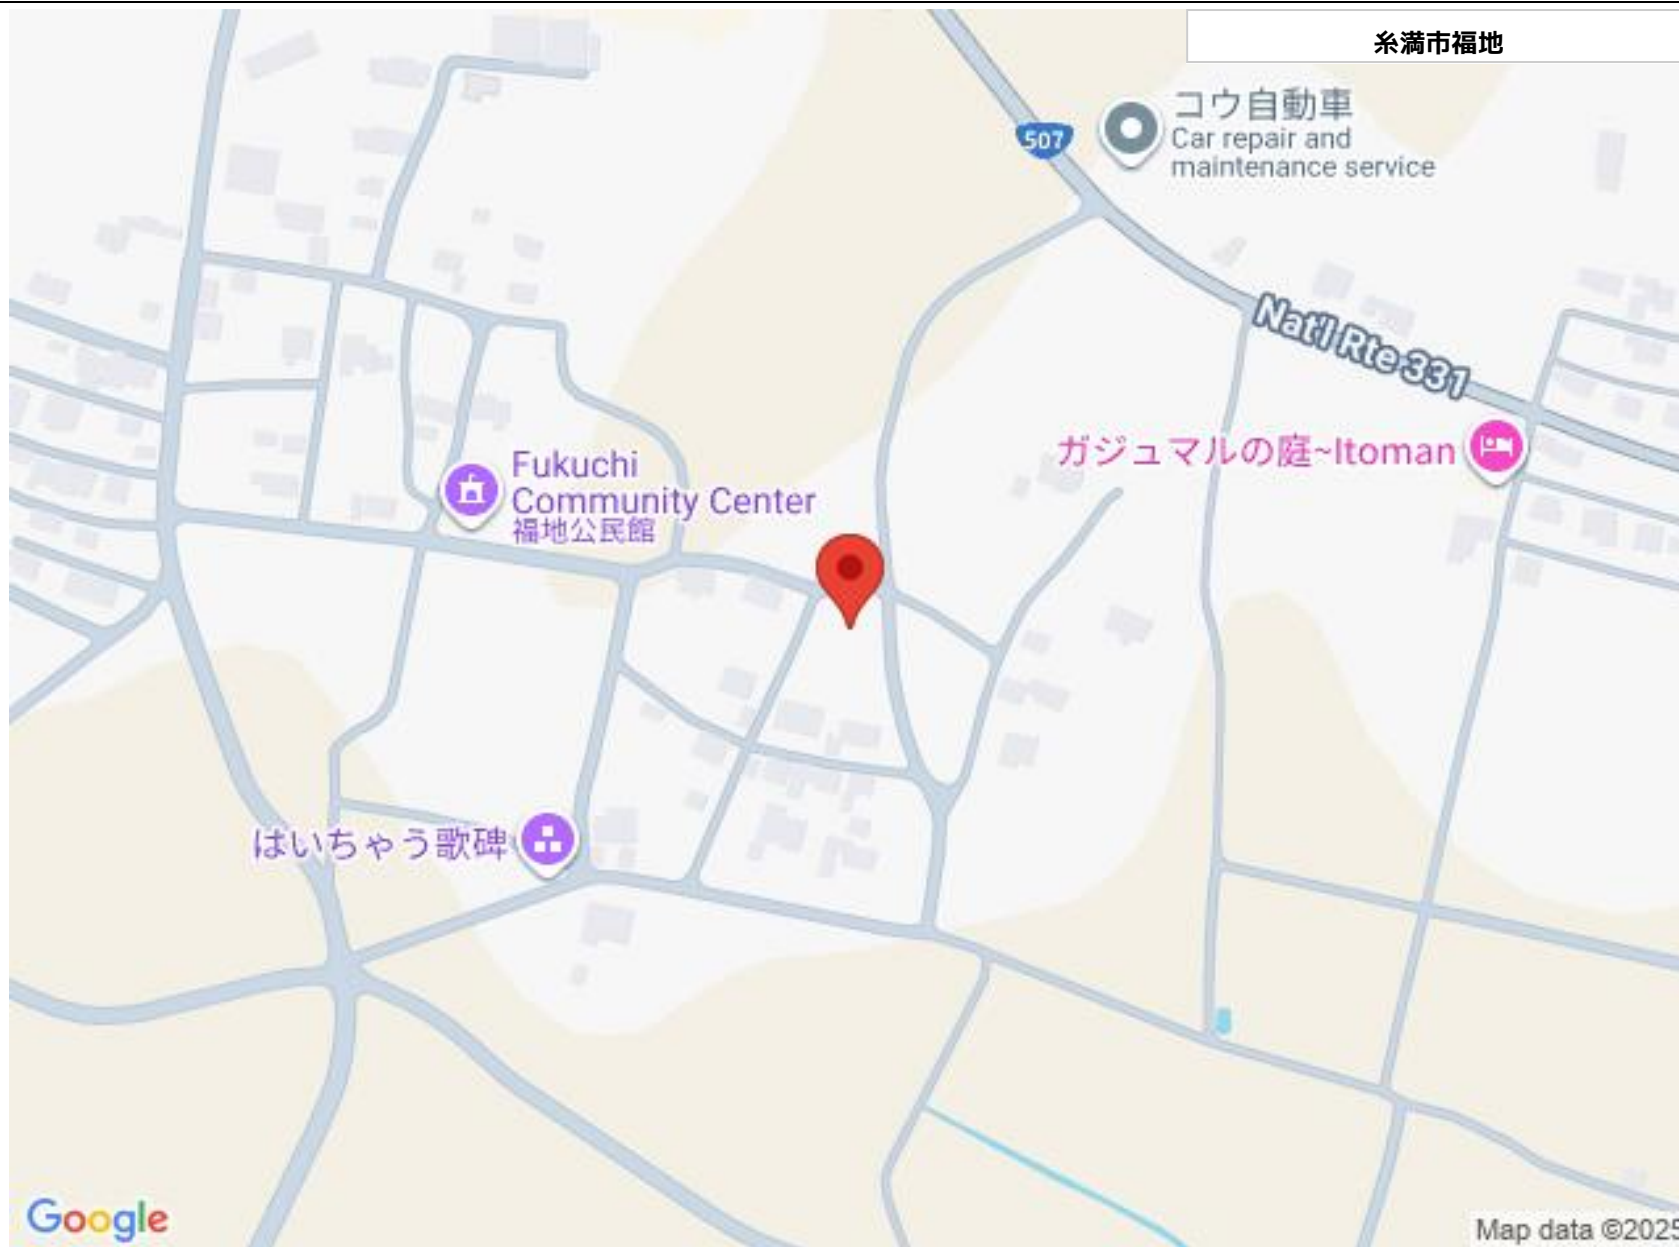 糸満市福地
コウ自動車
Car repair and
maintenance service
507
Nat'l Rte 331
ガジュマルの庭~Itoman
Fukuchi
Community Center
福地公民館
はいちゃう歌碑
Google
Map data ©2025